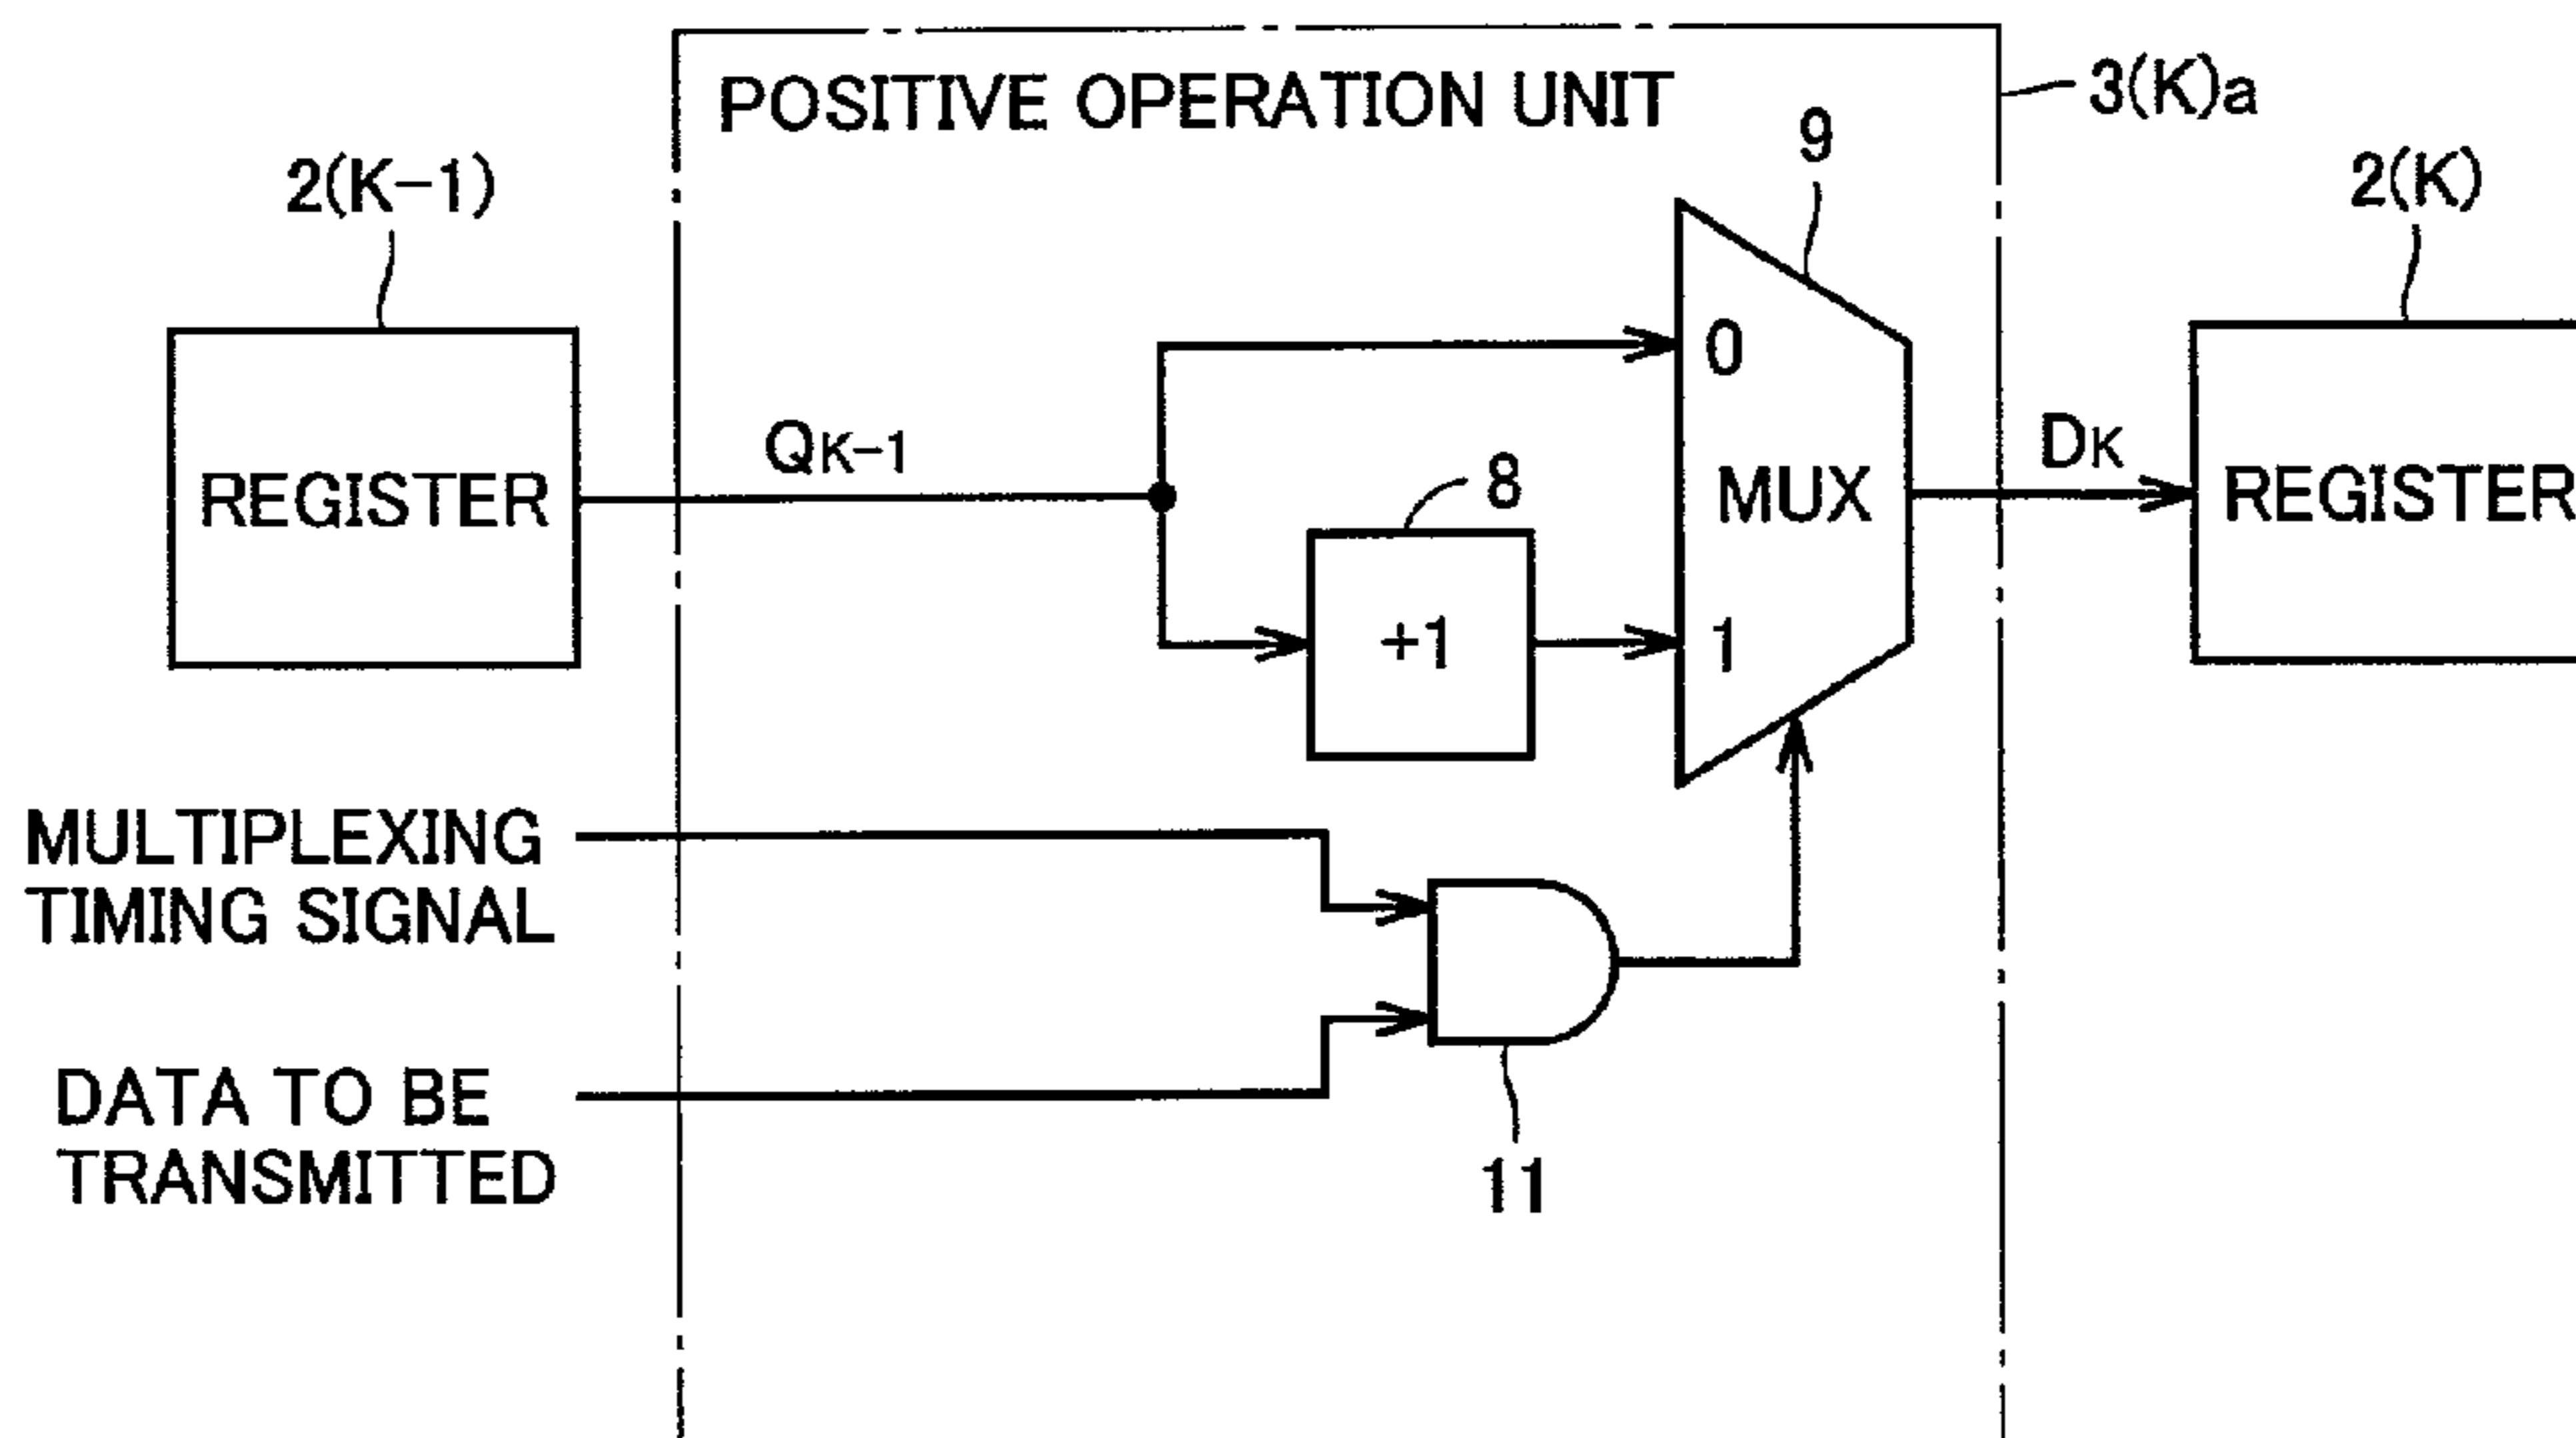 POSITIVE OPERATION UNIT
3(K)a
9
2(K-1)
2(K)
0
QK-1
DK
8
REGISTER
MUX
REGISTER
+1
1
MULTIPLEXING
TIMING SIGNAL
DATA TO BE
TRANSMITTED
11